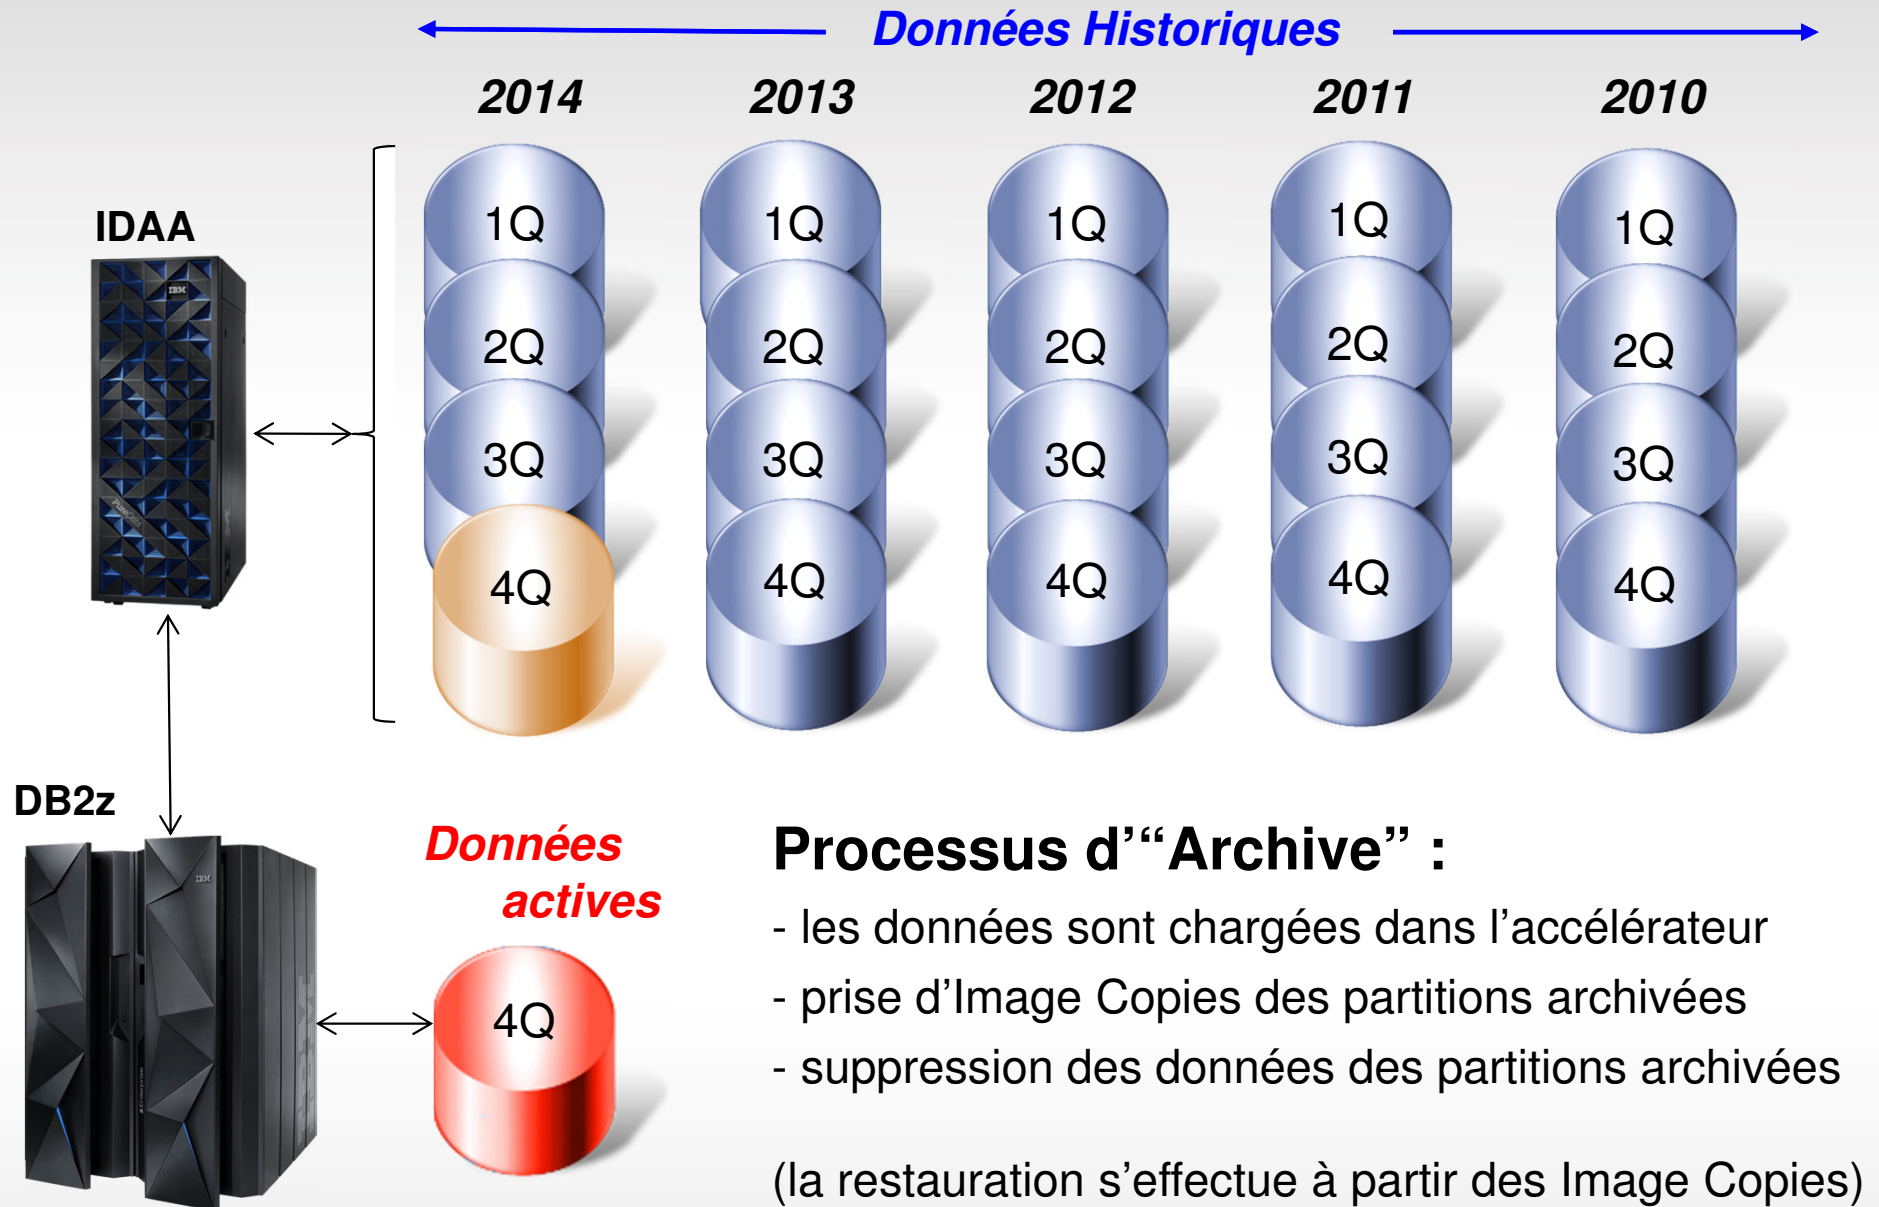 Données Historiques
2014 2013 2012 2011 2010
IDAA
1Q 1Q 1Q 1Q 1Q
IBM
2Q 2Q 2Q 2Q 2Q
3Q 3Q 3Q 3Q 3Q
4Q 4Q 4Q 4Q 4Q
DB2z
Données
actives
IBM
4Q
Processus d’“Archive” :
- les données sont chargées dans l’accélérateur
- prise d’Image Copies des partitions archivées
- suppression des données des partitions archivées
(la restauration s’effectue à partir des Image Copies)